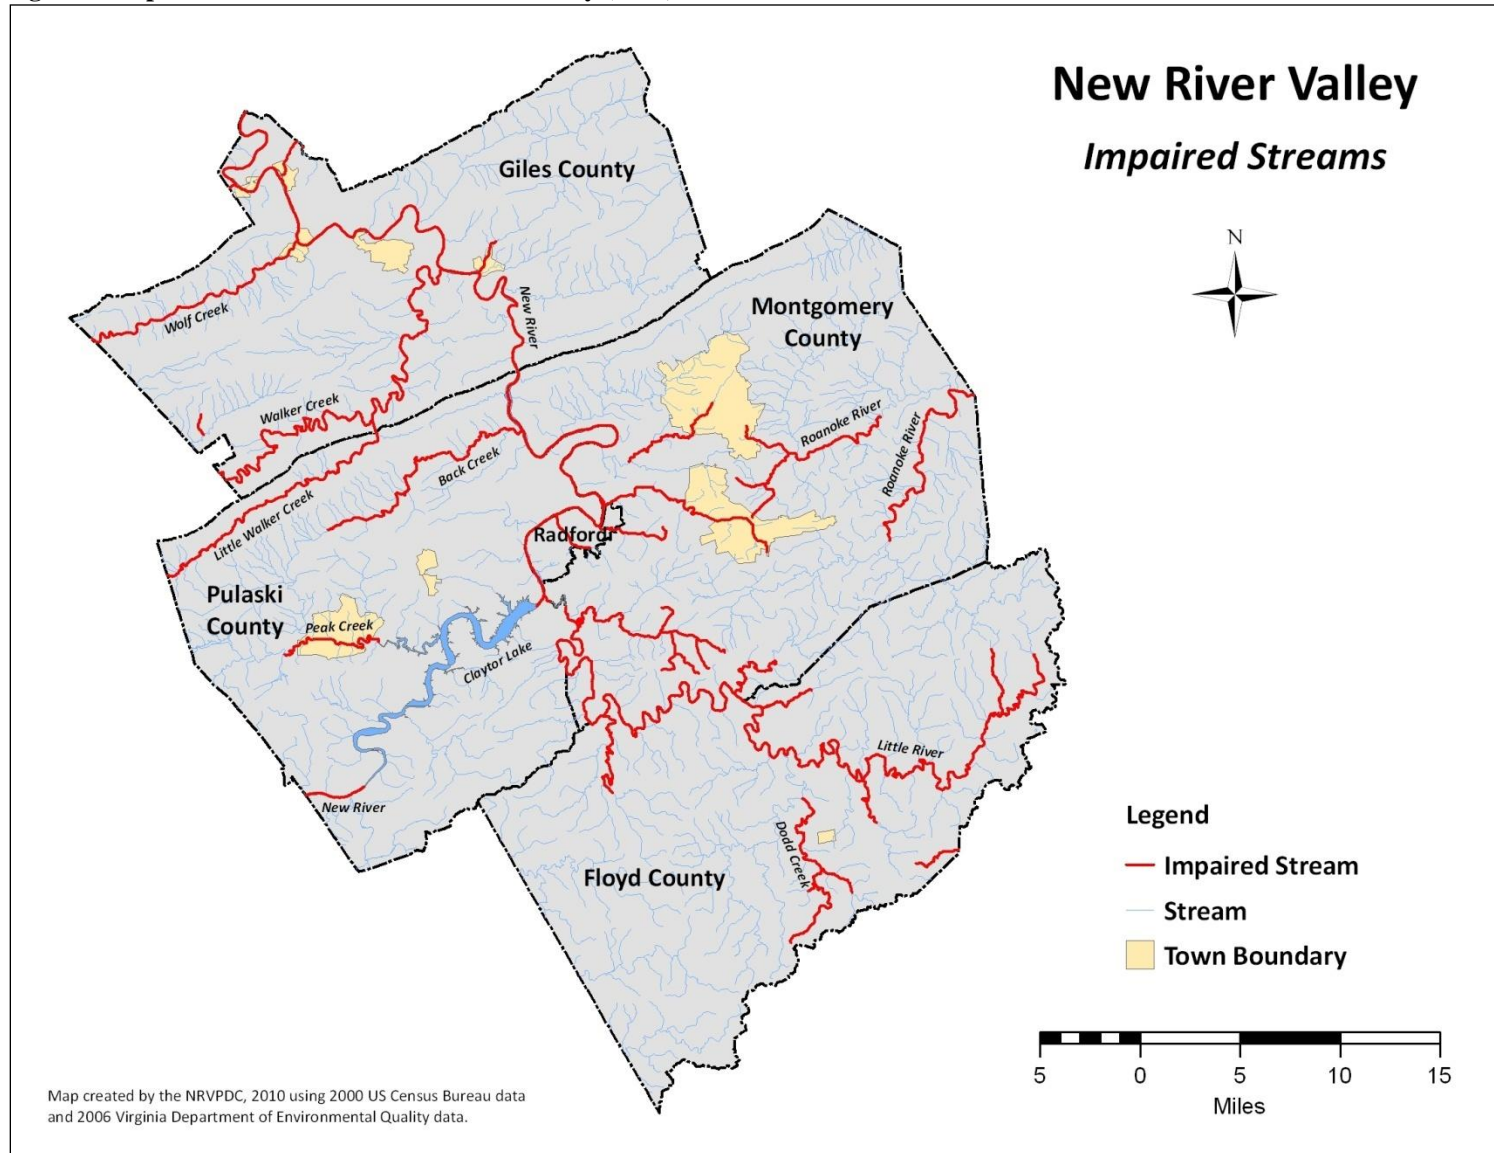 New River Valley
Impaired Streams
N
Giles County
Montgomery
County
Wolf Creek
New River
Walker Creek
Roanoke River
Roanoke River
Back Creek
Little Walker Creek
Radford
Pulaski
County
Peak Creek
Claytor Lake
Little River
New River
Dodd Creek
Floyd County
Legend
Impaired Stream
Stream
Town Boundary
5 0 5 10 15
Miles
Map created by the NRVPDC, 2010 using 2000 US Census Bureau data
and 2006 Virginia Department of Environmental Quality data.